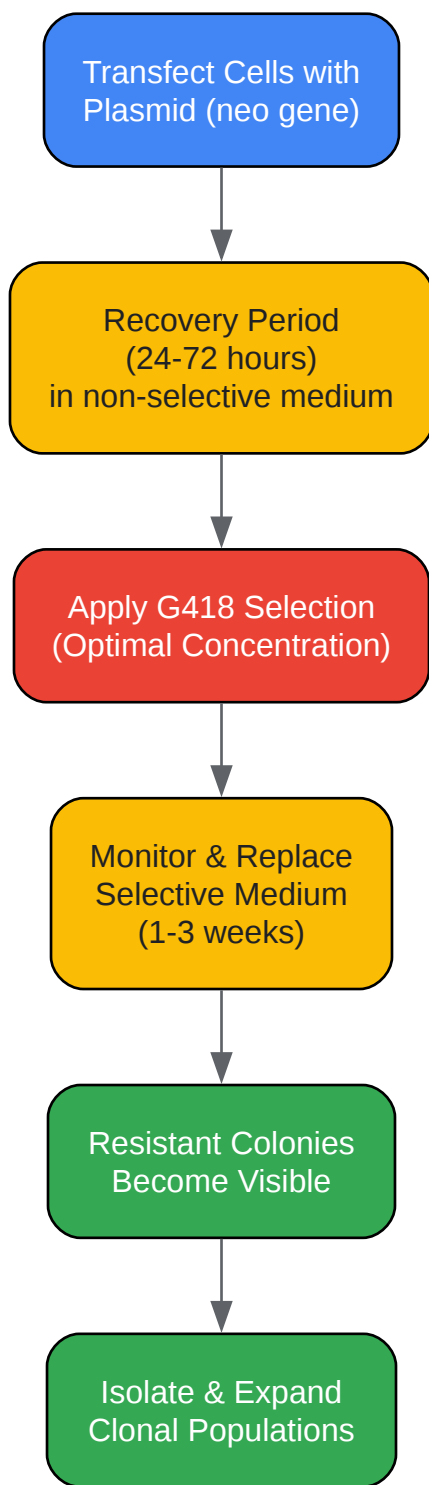 Transfect Cells with
Plasmid (neo gene)
Recovery Period
(24-72 hours)
in non-selective medium
Apply G418 Selection
(Optimal Concentration)
Monitor & Replace
Selective Medium
(1-3 weeks)
Resistant Colonies
Become Visible
Isolate & Expand
Clonal Populations